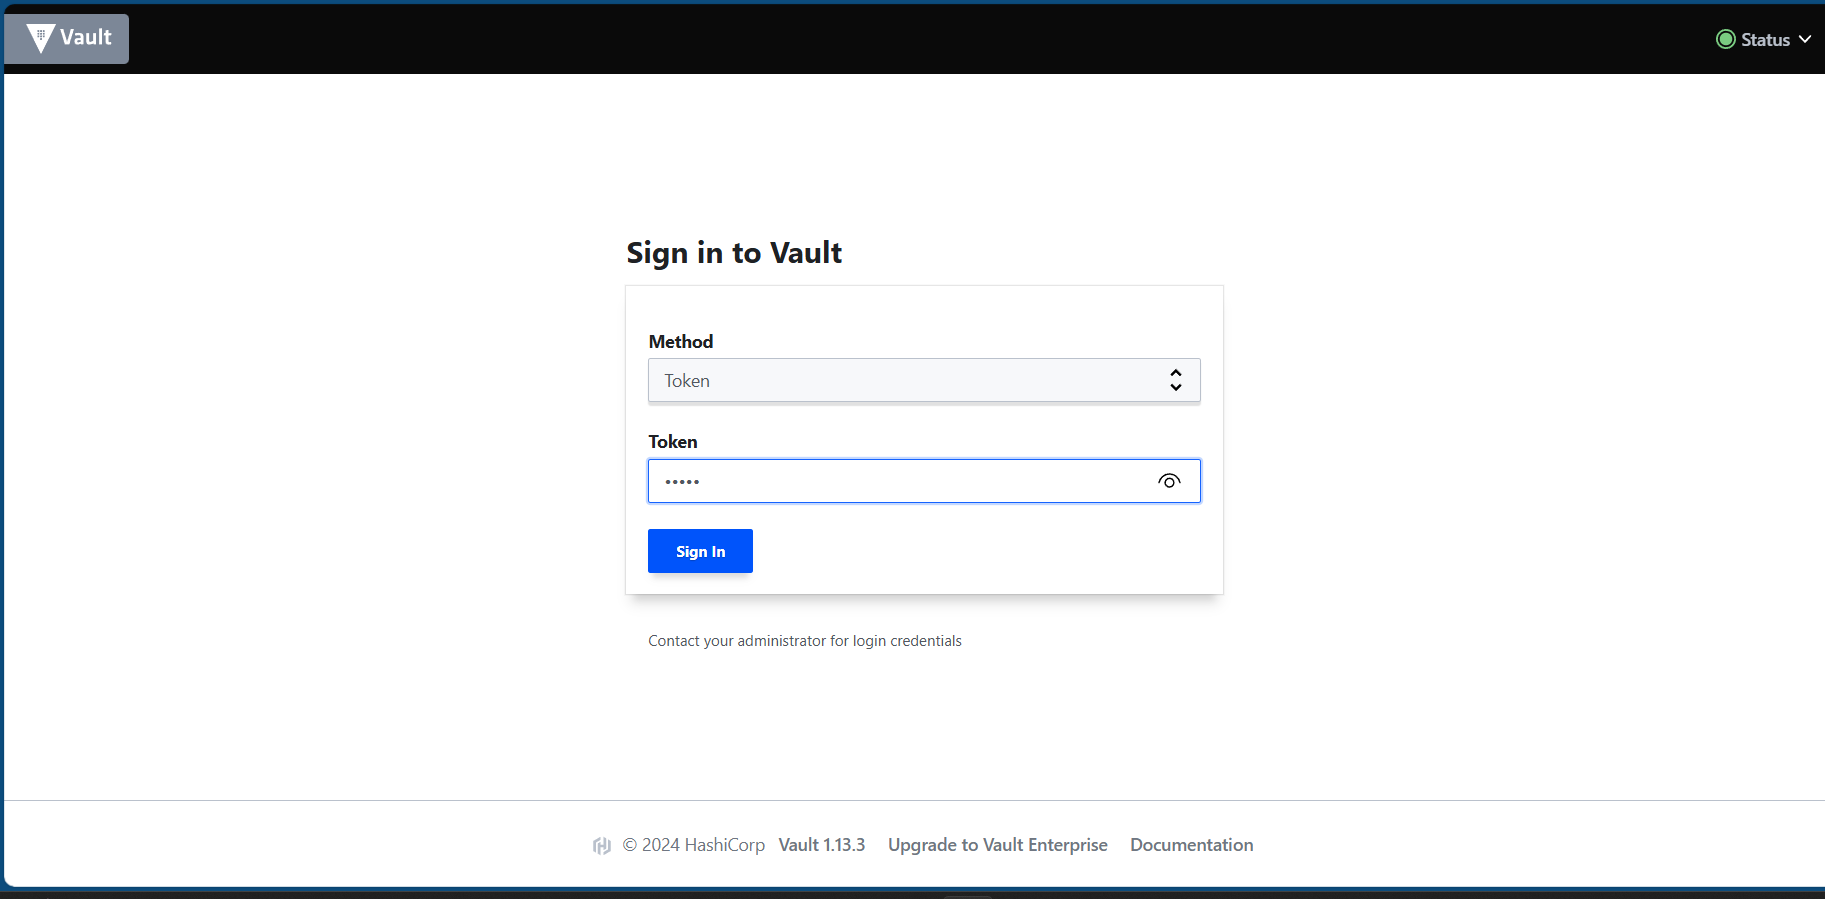 Vault
Status
Sign in to Vault
Method
Token
Token
•••••
Sign In
Contact your administrator for login credentials
© 2024 HashiCorp Vault 1.13.3 Upgrade to Vault Enterprise Documentation